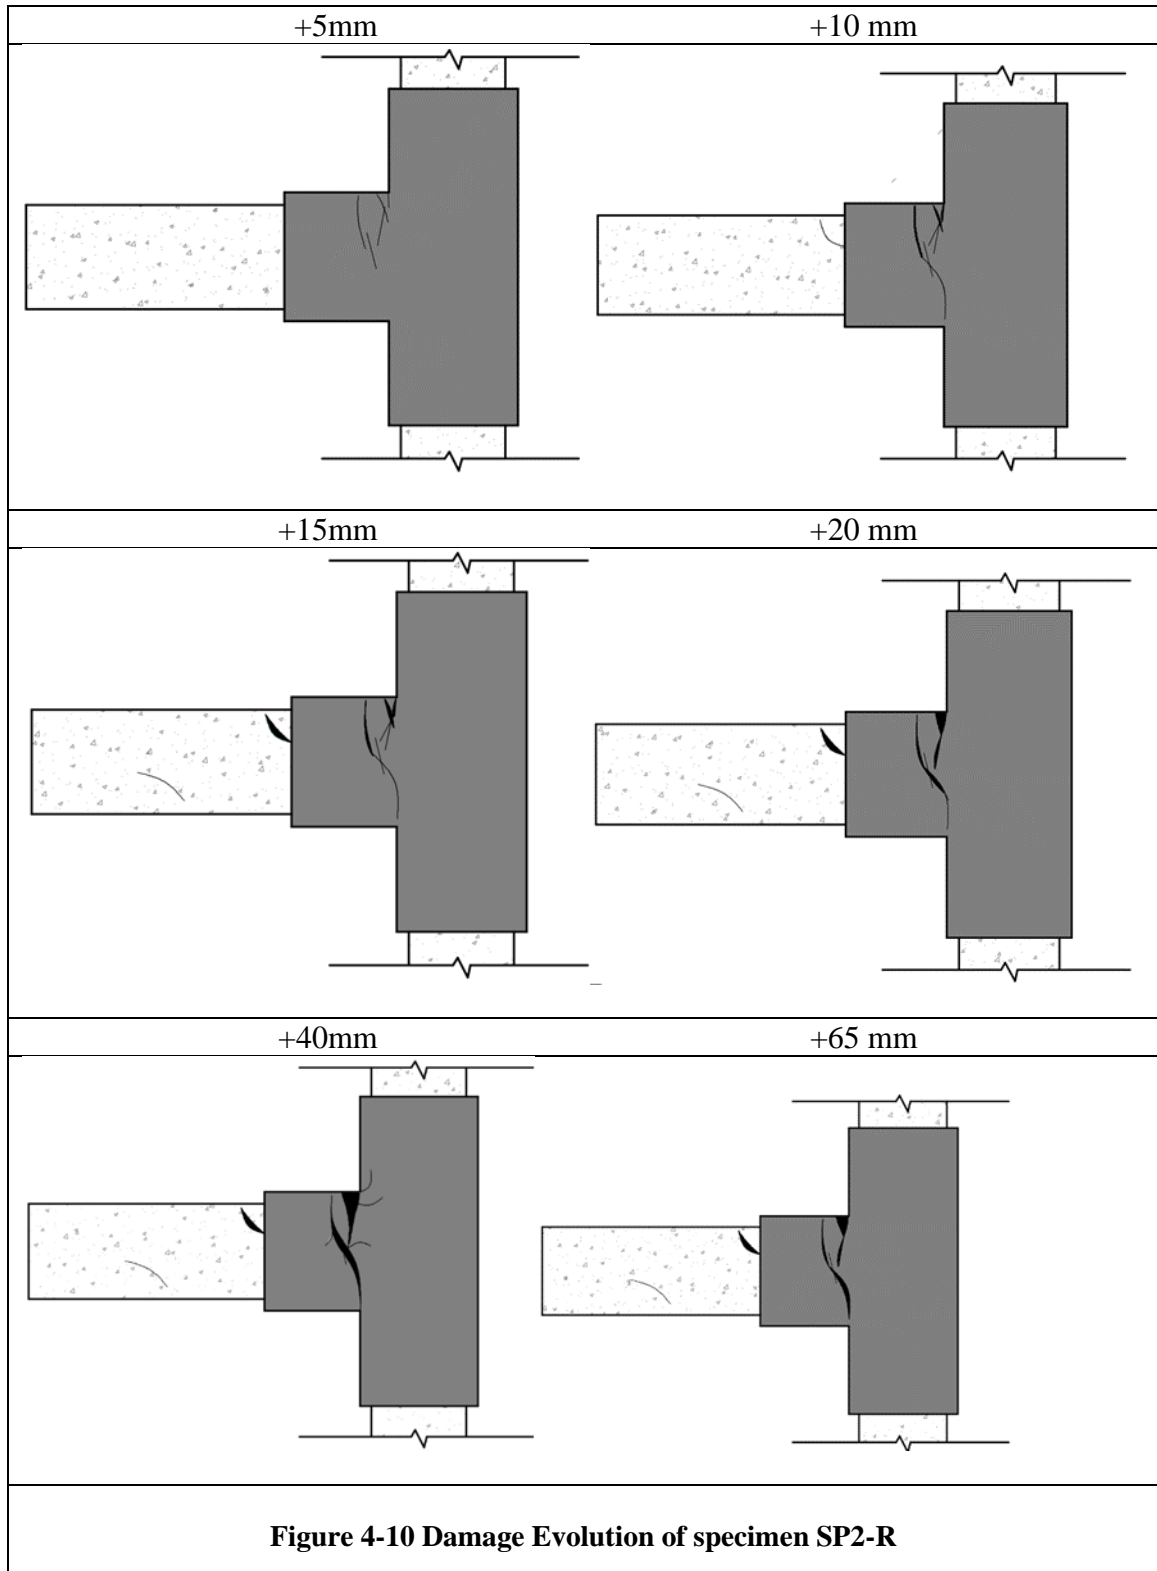 +5mm
+10 mm
+15mm
+20 mm
+40mm
+65 mm
Figure 4-10 Damage Evolution of specimen SP2-R